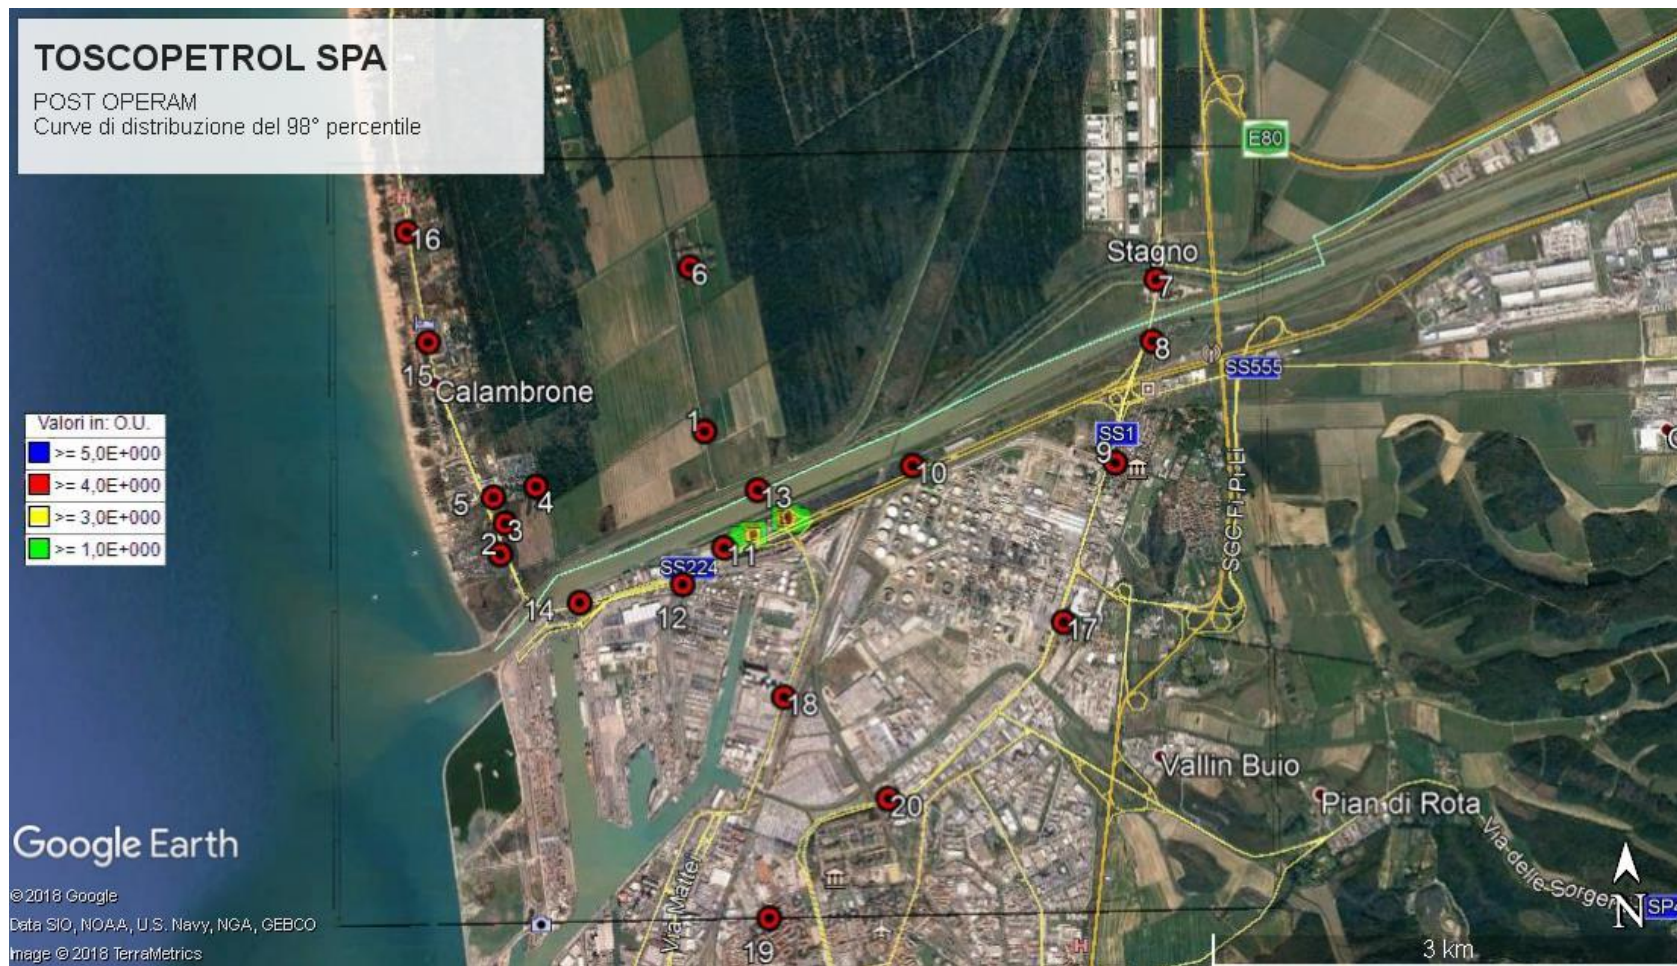 TOSCOPETROL SPA
POST OPERAM
Curve di distribuzione del 98° percentile
E80
H
16
6
Stagno
7
8
15
Calambrone
SS555
1
SS1
9
10
Valori in: O.U.
>= 5,0E+000
>= 4,0E+000
>= 3,0E+000
>= 1,0E+000
5
4
13
3
2
11
SS224
SGC Fi-Pi-Li
14
12
17
18
Vallin Buio
20
Pian di Rota
Google Earth
Via Mattei
Via delle Sorgen
N
SP4
© 2018 Google
Data SIO, NOAA, U.S. Navy, NGA, GEBCO
Image © 2018 TerraMetrics
19
H
3 km